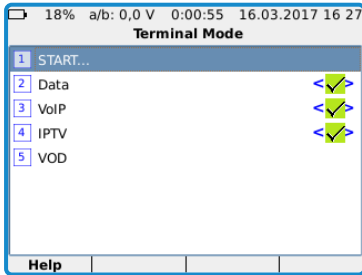 18% a/b: 0,0 V 0:00:55 16.03.2017 16 27
Terminal Mode
1 START...
2 Data < >
3 VoIP < >
4 IPTV < >
5 VOD
Help